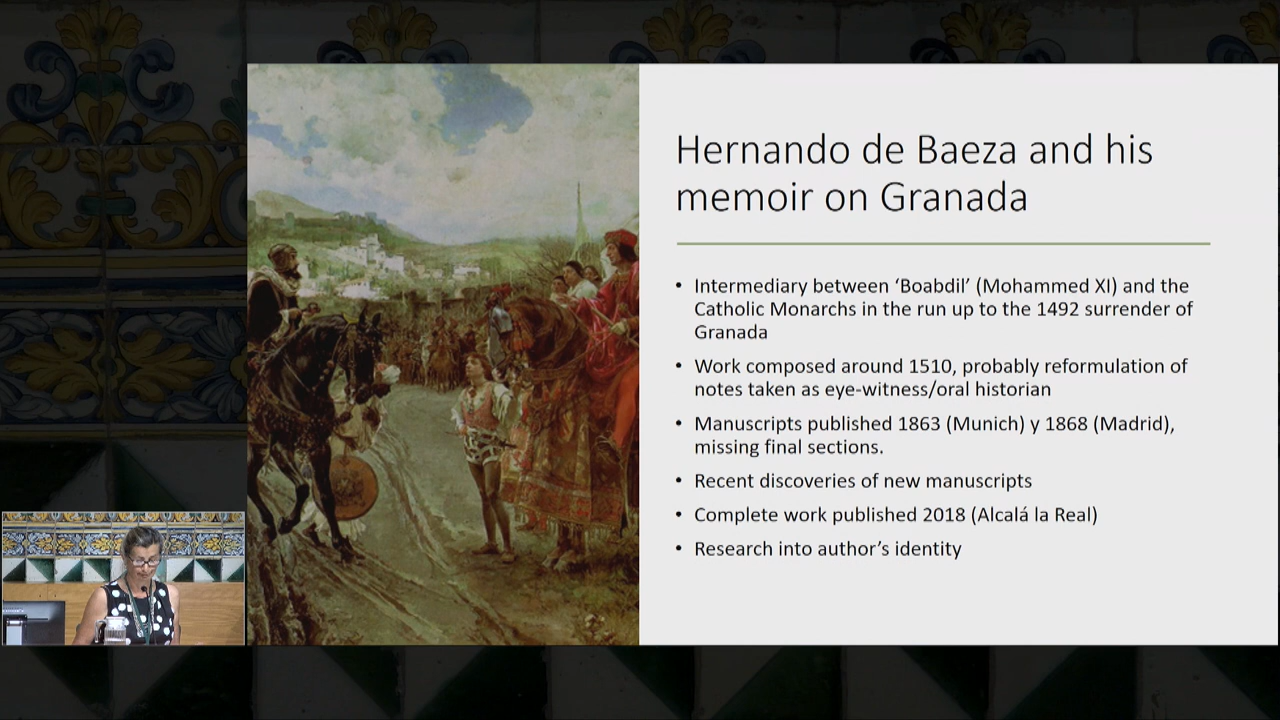 Hernando de Baeza and his
memoir on Granada
• Intermediary between ‘Boabdil’ (Mohammed XI) and the
Catholic Monarchs in the run up to the 1492 surrender of
Granada
• Work composed around 1510, probably reformulation of
notes taken as eye-witness/oral historian
• Manuscripts published 1863 (Munich) y 1868 (Madrid),
missing final sections.
• Recent discoveries of new manuscripts
• Complete work published 2018 (Alcalá la Real)
• Research into author’s identity